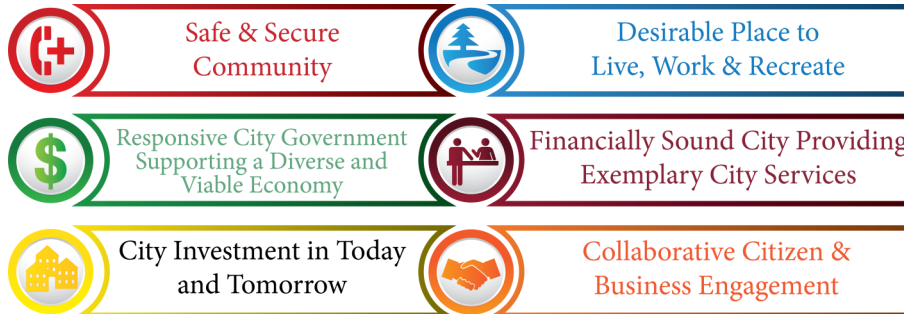 Safe & Secure
Community
Desirable Place to
Live, Work & Recreate
Responsive City Government
Supporting a Diverse and
Viable Economy
Financially Sound City Providing
Exemplary City Services
City Investment in Today
and Tomorrow
Collaborative Citizen &
Business Engagement